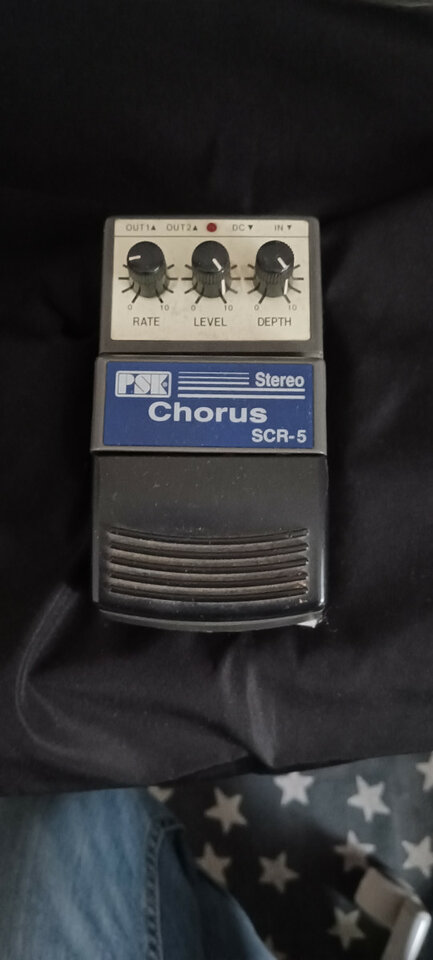 OUT1▲ OUT2▲ DC▼ IN▼
0 10 0 10 0 10
RATE LEVEL DEPTH
PSK Stereo
Chorus
SCR-5